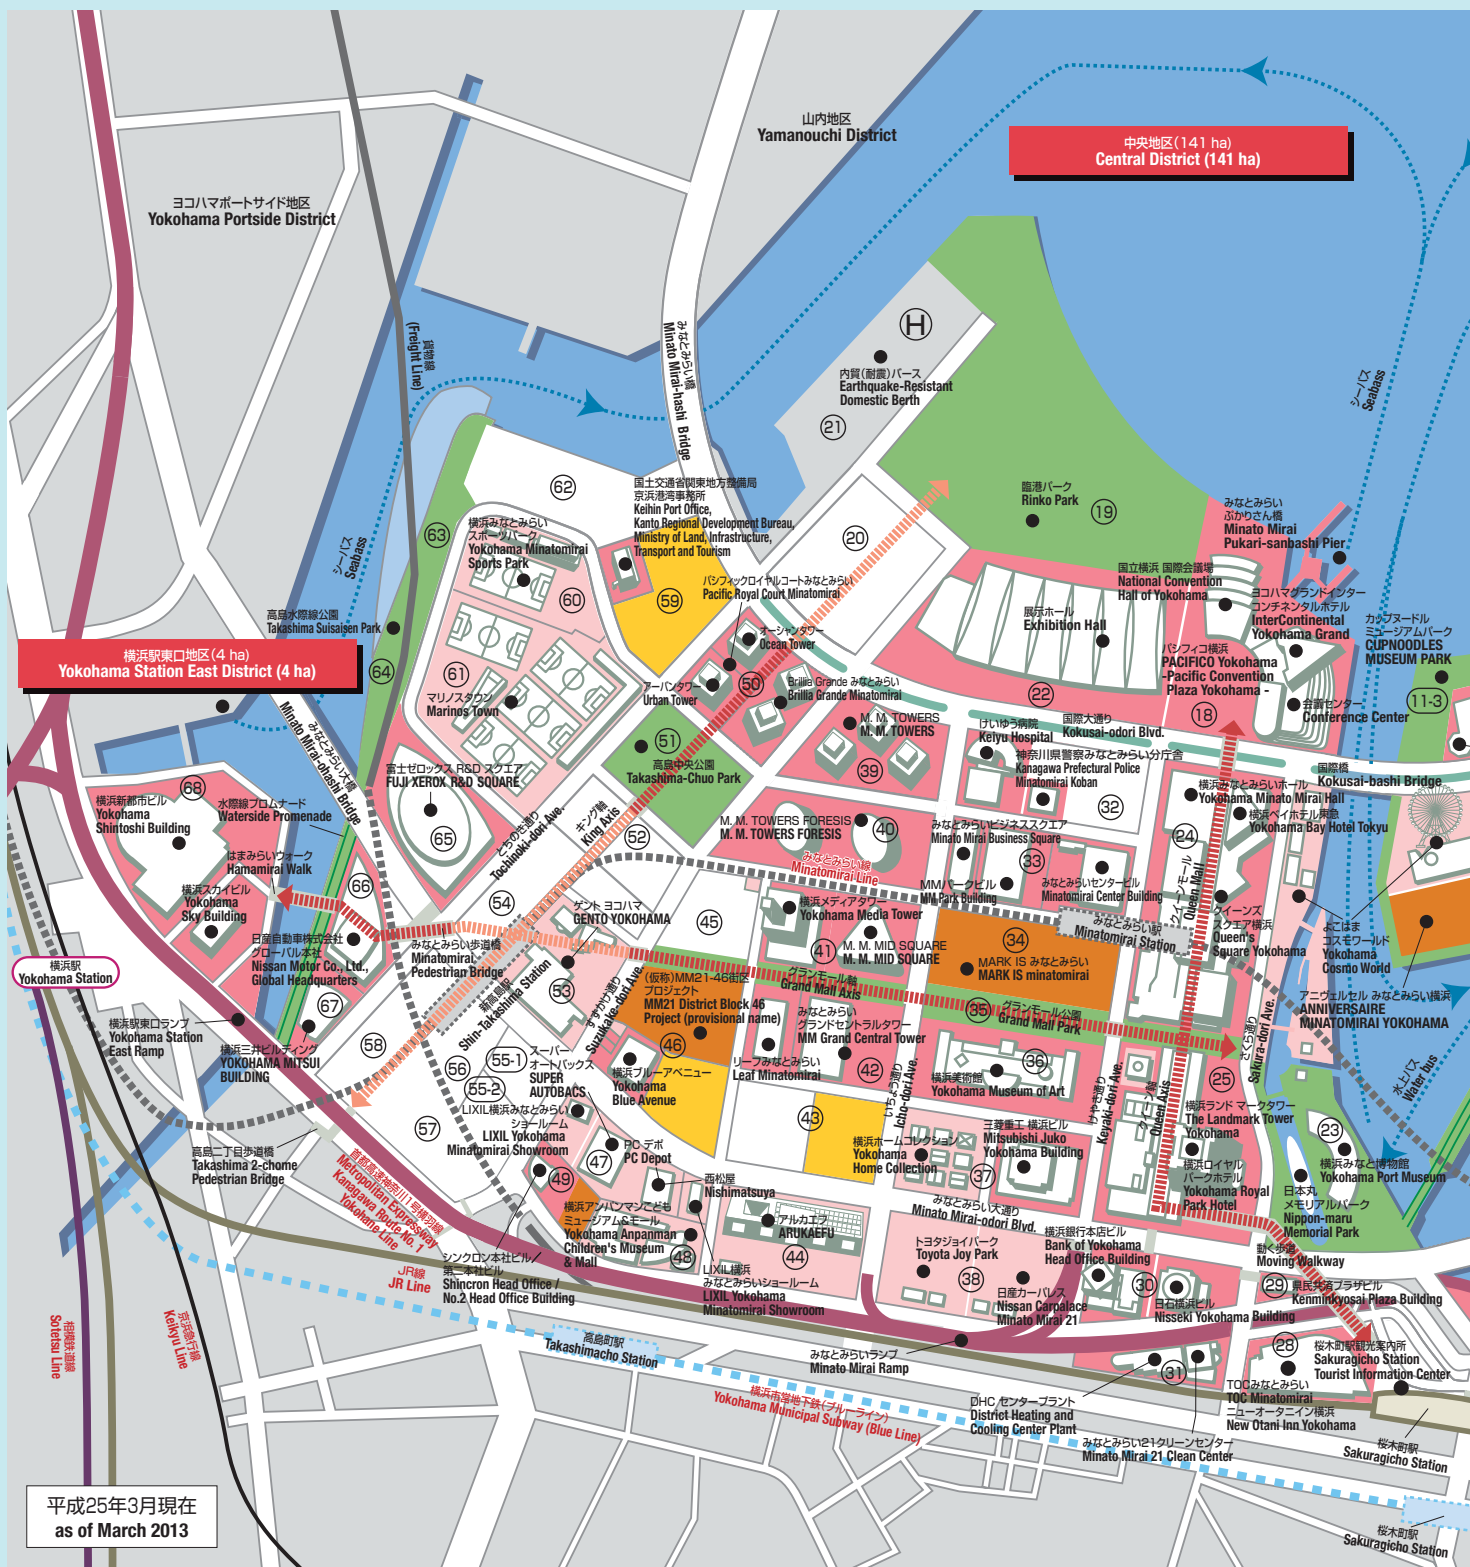 山内地区
Yamanouchi District
中央地区(141 ha)
Central District (141 ha)
ヨコハマポートサイド地区
Yokohama Portside District
貨物線
(Freight Line)
みなとみらい橋
Minato Mirai-hashi Bridge
H
内貿(耐震)バース
Earthquake-Resistant
Domestic Berth
21
シーバス
Seabass
62
国土交通省関東地方整備局
京浜港湾事務所
Keihin Port Office,
Kanto Regional Development Bureau,
Ministry of Land, Infrastructure,
Transport and Tourism
臨港パーク
Rinko Park
19
20
みなとみらい
ぷかりさん橋
Minato Mirai
Pukari-sanbashi Pier
63
横浜みなとみらい
スポーツパーク
Yokohama Minatomirai
Sports Park
シーバス
Seabass
60
59
パシフィックロイヤルコートみなとみらい
Pacific Royal Court Minatomirai
国立横浜 国際会議場
National Convention
Hall of Yokohama
展示ホール
Exhibition Hall
ヨコハマグランドインター
コンチネンタルホテル
InterContinental
Yokohama Grand
カップヌードル
ミュージアムパーク
CUPNOODLES
MUSEUM PARK
11-3
高島水際線公園
Takashima Suisaisen Park
横浜駅東口地区(4 ha)
Yokohama Station East District (4 ha)
64
61
マリノスタウン
Marinos Town
オーシャンタワー
Ocean Tower
アーバンタワー
Urban Tower
50
Brillia Grande みなとみらい
Brillia Grande Minatomirai
パシフィコ横浜
PACIFICO Yokohama
-Pacific Convention
Plaza Yokohama -
22
18
会議センター
Conference Center
みなとみらい大橋
Minato Mirai-ohashi Bridge
51
高島中央公園
Takashima-Chuo Park
M. M. TOWERS
M. M. TOWERS
39
けいゆう病院
Keiyu Hospital
国際大通り
Kokusai-odori Blvd.
神奈川県警察みなとみらい分庁舎
Kanagawa Prefectural Police
Minatomirai Koban
32
国際橋
Kokusai-bashi Bridge
富士ゼロックス R&D スクエア
FUJI XEROX R&D SQUARE
65
68
横浜新都市ビル
Yokohama
Shintoshi Building
水際線プロムナード
Waterside Promenade
はまみらいウォーク
Hamamirai Walk
横浜スカイビル
Yokohama
Sky Building
66
とちのき通り
Tochinoki-dori Ave.
キング軸
King Axis
52
M. M. TOWERS FORESIS
M. M. TOWERS FORESIS
40
みなとみらいビジネススクエア
Minato Mirai Business Square
33
MMパークビル
MM Park Building
みなとみらいセンタービル
Minatomirai Center Building
横浜みなとみらいホール
Yokohama Minato Mirai Hall
横浜ベイホテル東急
Yokohama Bay Hotel Tokyu
24
クイーンモール
Queen Mall
クイーンズ
スクエア横浜
Queen's
Square Yokohama
よこはま
コスモワールド
Yokohama
Cosmo World
アニヴェルセル みなとみらい横浜
ANNIVERSAIRE
MINATOMIRAI YOKOHAMA
みなとみらい線
Minatomirai Line
みなとみらい駅
Minatomirai Station
54
ゲント ヨコハマ
GENTO YOKOHAMA
45
横浜メディアタワー
Yokohama Media Tower
41
M. M. MID SQUARE
M. M. MID SQUARE
34
MARK IS みなとみらい
MARK IS minatomirai
横浜駅
Yokohama Station
日産自動車株式会社
グローバル本社
Nissan Motor Co., Ltd.,
Global Headquarters
67
みなとみらい歩道橋
Minatomirai
Pedestrian Bridge
新高島駅
Shin-Takashima Station
53
すずかけ通り
Suzukake-dori Ave.
(仮称)MM21-46街区
プロジェクト
MM21 District Block 46
Project (provisional name)
46
グランモール軸
Grand Mall Axis
35
グランモール公園
Grand Mall Park
さくら通り
Sakura-dori Ave.
横浜駅東口ランプ
Yokohama Station
East Ramp
横浜三井ビルディング
YOKOHAMA MITSUI
BUILDING
58
56
55-1
55-2
スーパー
オートバックス
SUPER
AUTOBACS
横浜ブルーアベニュー
Yokohama
Blue Avenue
リーフみなとみらい
Leaf Minatomirai
みなとみらい
グランドセントラルタワー
MM Grand Central Tower
42
いちょう通り
Icho-dori Ave.
横浜美術館
Yokohama Museum of Art
36
けやき通り
Keyaki-dori Ave.
クイーン軸
Queen Axis
25
横浜ランド マークタワー
The Landmark Tower
Yokohama
水上バス
Water bus
57
LIXIL横浜みなとみらい
ショールーム
LIXIL Yokohama
Minatomirai Showroom
47
PC デポ
PC Depot
43
横浜ホームコレクション
Yokohama
Home Collection
三菱重工 横浜ビル
Mitsubishi Juko
Yokohama Building
37
横浜ロイヤル
パークホテル
Yokohama Royal
Park Hotel
23
横浜みなと博物館
Yokohama Port Museum
日本丸
メモリアルパーク
Nippon-maru
Memorial Park
高島二丁目歩道橋
Takashima 2-chome
Pedestrian Bridge
首都高速神奈川1号横羽線
Metropolitan Expressway
Kanagawa Route No. 1
Yokohane Line
49
西松屋
Nishimatsuya
横浜アンパンマンこども
ミュージアム&モール
Yokohama Anpanman
Children's Museum
& Mall
48
アルカエフ
ARUKAEFU
44
みなとみらい大通り
Minato Mirai-odori Blvd.
シンクロン本社ビル/
第二本社ビル
Shincron Head Office /
No.2 Head Office Building
LIXIL横浜
みなとみらいショールーム
LIXIL Yokohama
Minatomirai Showroom
トヨタジョイパーク
Toyota Joy Park
38
日産カーパレス
Nissan Carpalace
Minato Mirai 21
横浜銀行本店ビル
Bank of Yokohama
Head Office Building
30
日石横浜ビル
Nisseki Yokohama Building
動く歩道
Moving Walkway
29
県民共済プラザビル
Kenminkyosai Plaza Building
JR線
JR Line
相模鉄道線
Sotetsu Line
京浜急行線
Keikyu Line
高島町駅
Takashimacho Station
みなとみらいランプ
Minato Mirai Ramp
横浜市営地下鉄(ブルーライン)
Yokohama Municipal Subway (Blue Line)
31
28
桜木町駅観光案内所
Sakuragicho Station
Tourist Information Center
TOCみなとみらい
TOC Minatomirai
ニューオータニイン横浜
New Otani Inn Yokohama
DHC センタープラント
District Heating and
Cooling Center Plant
みなとみらい21クリーンセンター
Minato Mirai 21 Clean Center
桜木町駅
Sakuragicho Station
桜木町駅
Sakuragicho Station
平成25年3月現在
as of March 2013